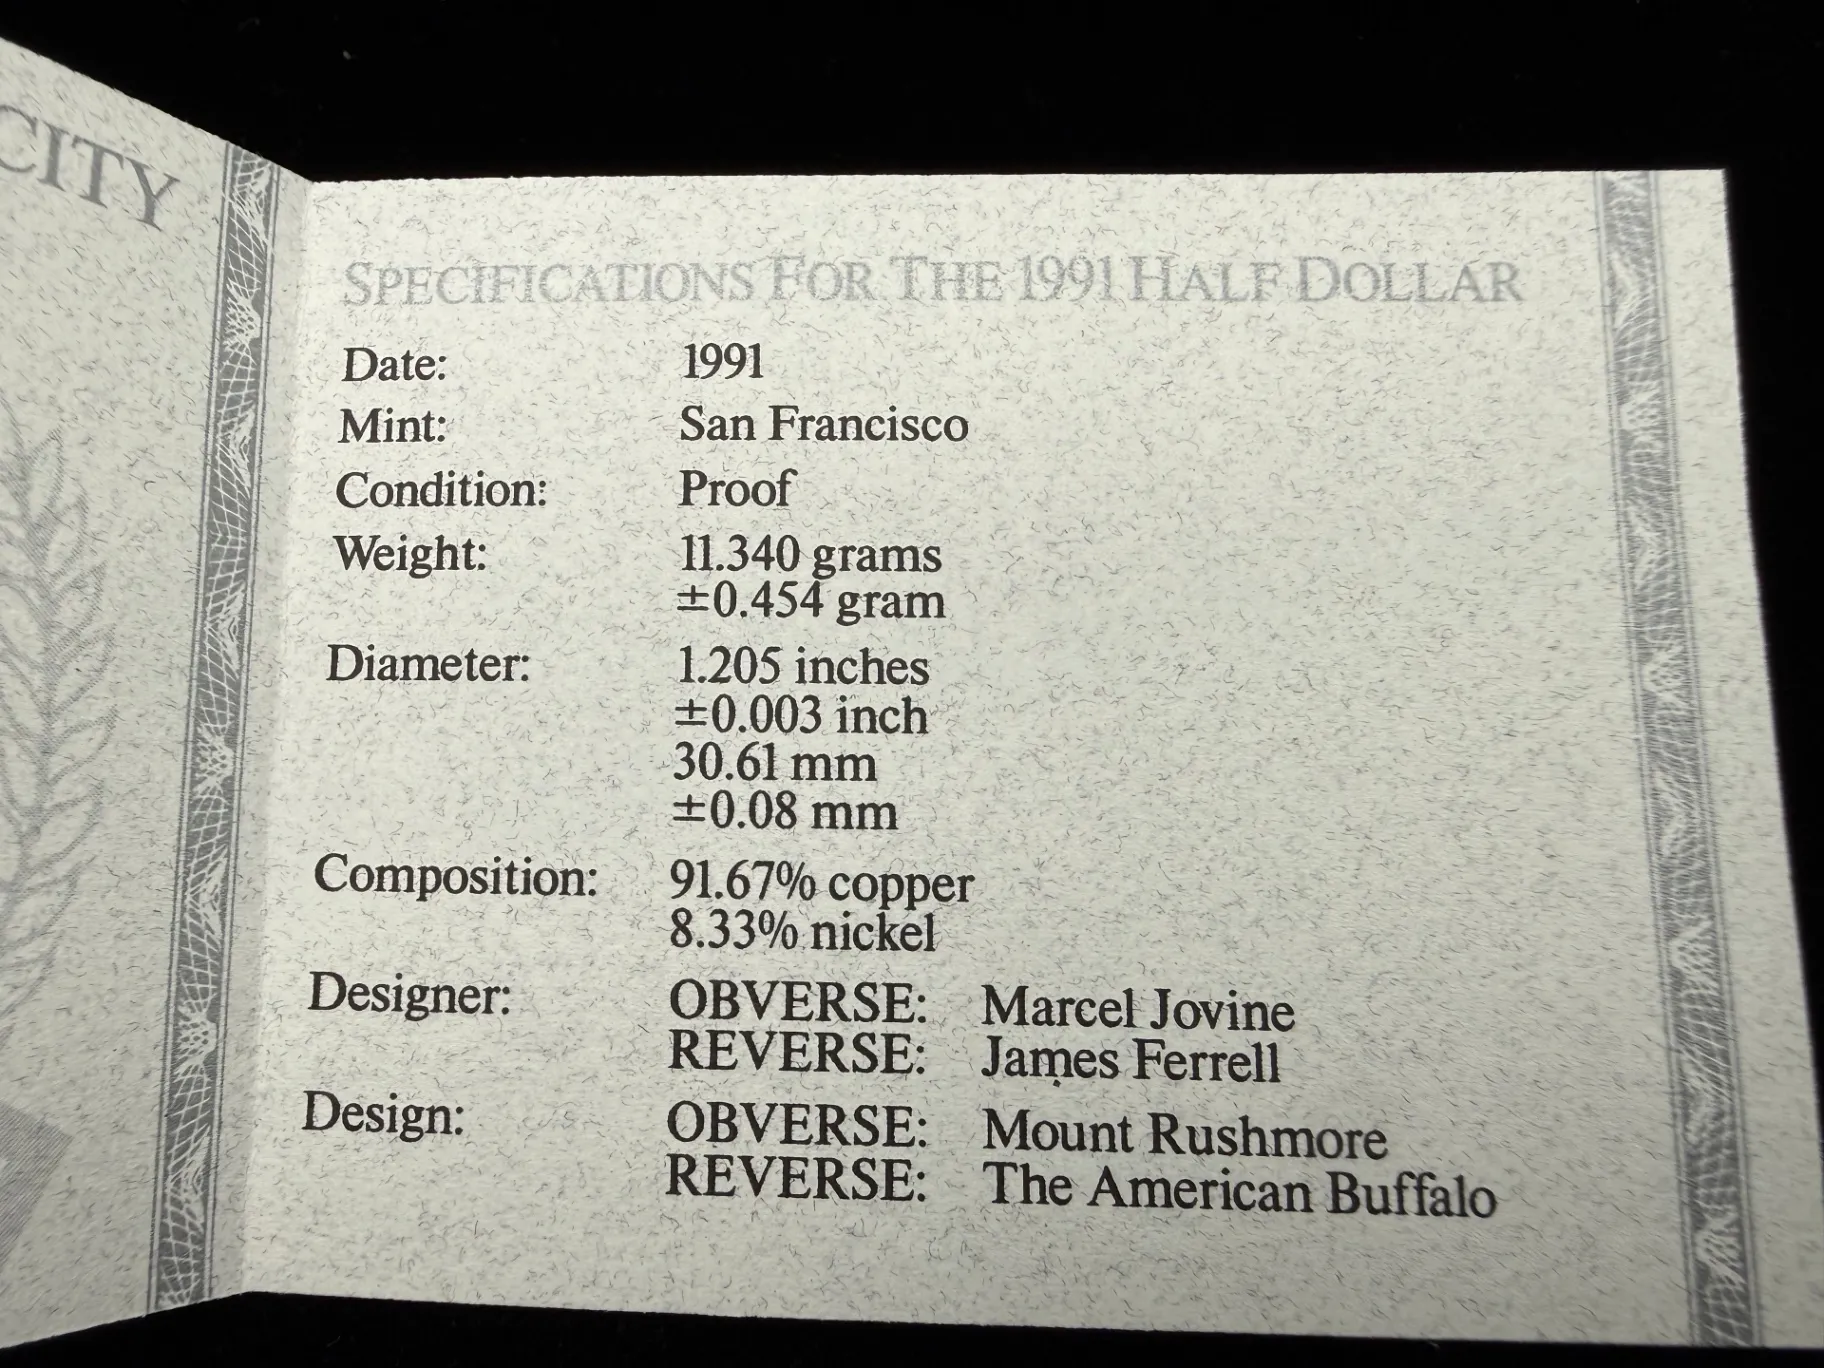 CITY
SPECIFICATIONS FOR THE 1991 HALF DOLLAR
Date: 1991
Mint: San Francisco
Condition: Proof
Weight: 11.340 grams
±0.454 gram
Diameter: 1.205 inches
±0.003 inch
30.61 mm
±0.08 mm
Composition: 91.67% copper
8.33% nickel
Designer: OBVERSE: Marcel Jovine
REVERSE: James Ferrell
Design: OBVERSE: Mount Rushmore
REVERSE: The American Buffalo